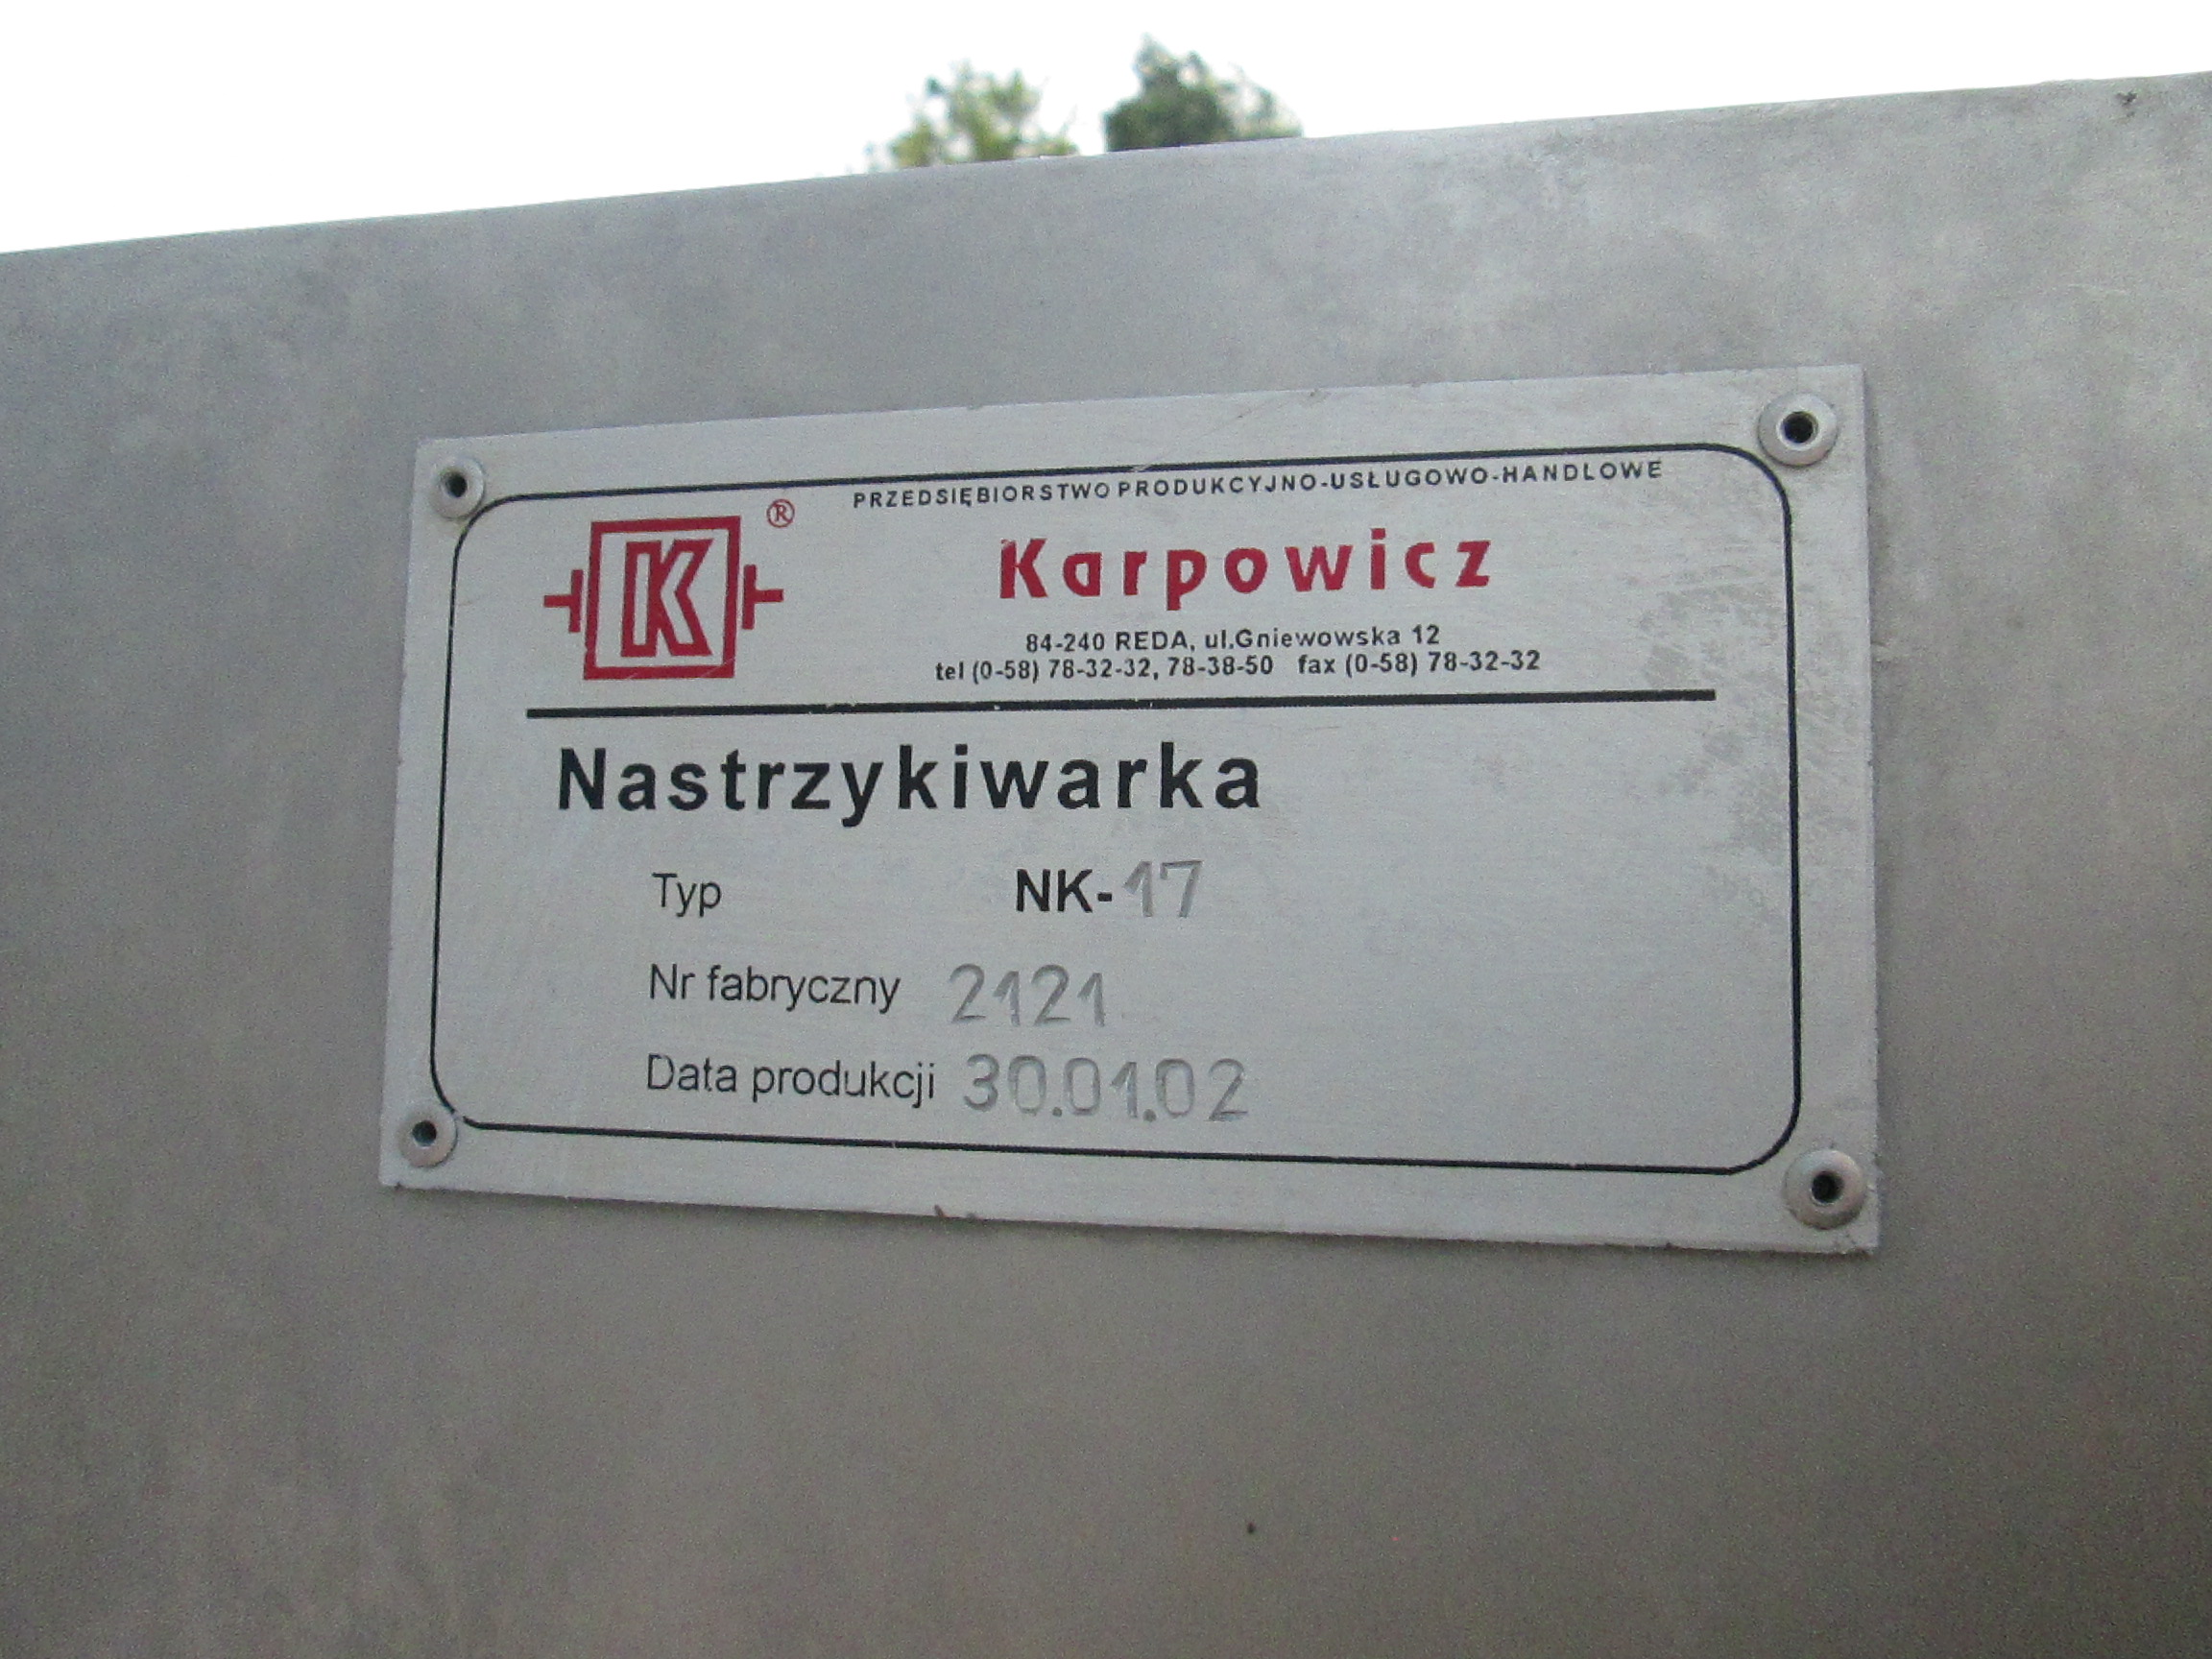 PRZEDSIĘBIORSTWO PRODUKCYJNO-USŁUGOWO-HANDLOWE
K ®
Karpowicz
84-240 REDA, ul.Gniewowska 12
tel (0-58) 78-32-32, 78-38-50 fax (0-58) 78-32-32
Nastrzykiwarka
Typ NK-17
Nr fabryczny 2121
Data produkcji 30.01.02